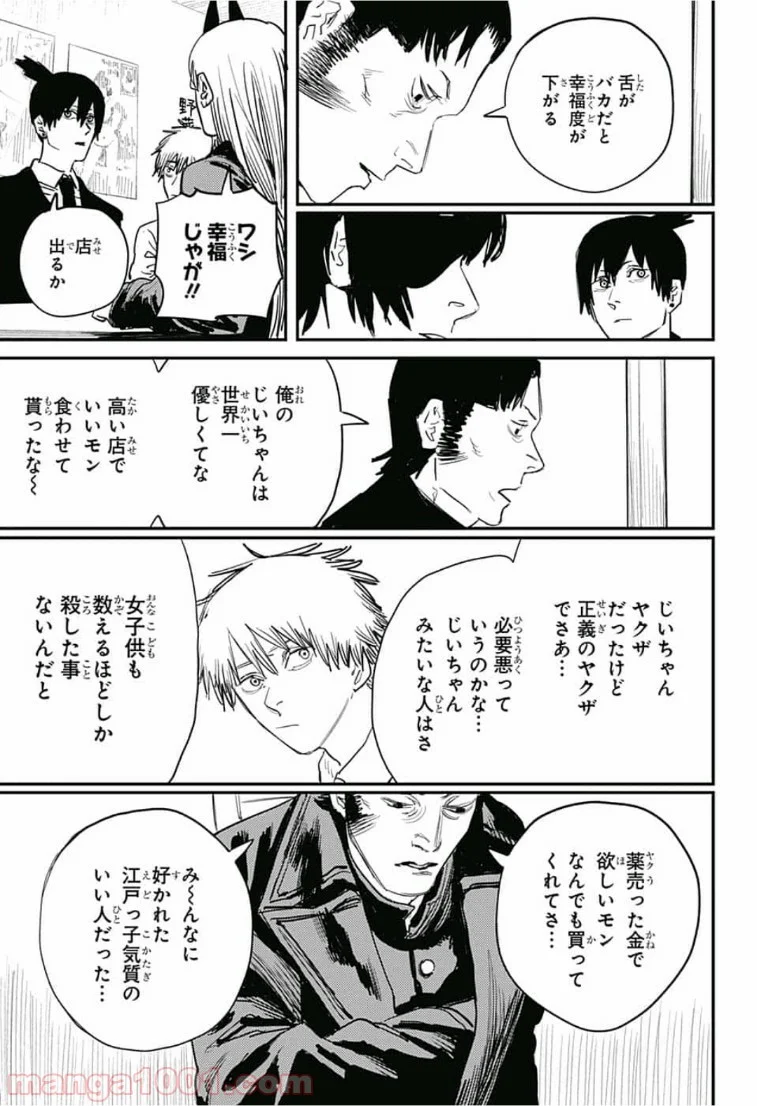 舌が
バカだと
幸福度が
下がる
野
ワシ
幸福
じゃが!!
店
出るか
俺の
じいちゃんは
世界一
優しくてな
高い店で
いいモン
食わせて
貰ったな〜
じいちゃん
ヤクザ
だったけど
正義のヤクザ
でさあ…
必要悪って
いうのかな…
じいちゃん
みたいな人はさ
女子供も
数えるほどしか
殺した事
ないんだと
薬売った金で
欲しいモン
なんでも買って
くれてさ…
み〜んなに
好かれた
江戸っ子気質の
いい人だった…
manga1001.com